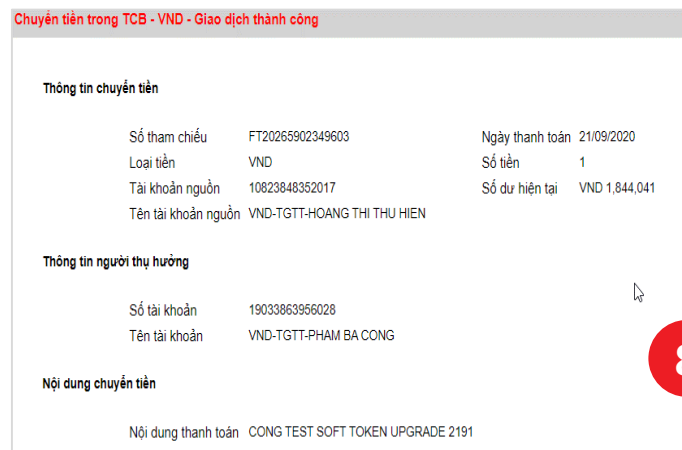 Chuyển tiền trong TCB - VND - Giao dịch thành công
Thông tin chuyển tiền
Số tham chiếu FT20265902349603 Ngày thanh toán 21/09/2020
Loại tiền VND Số tiền 1
Tài khoản nguồn 10823848352017 Số dư hiện tại VND 1,844,041
Tên tài khoản nguồn VND-TGTT-HOANG THI THU HIEN
Thông tin người thụ hưởng
Số tài khoản 19033863956028
Tên tài khoản VND-TGTT-PHAM BA CONG
Nội dung chuyển tiền
Nội dung thanh toán CONG TEST SOFT TOKEN UPGRADE 2191